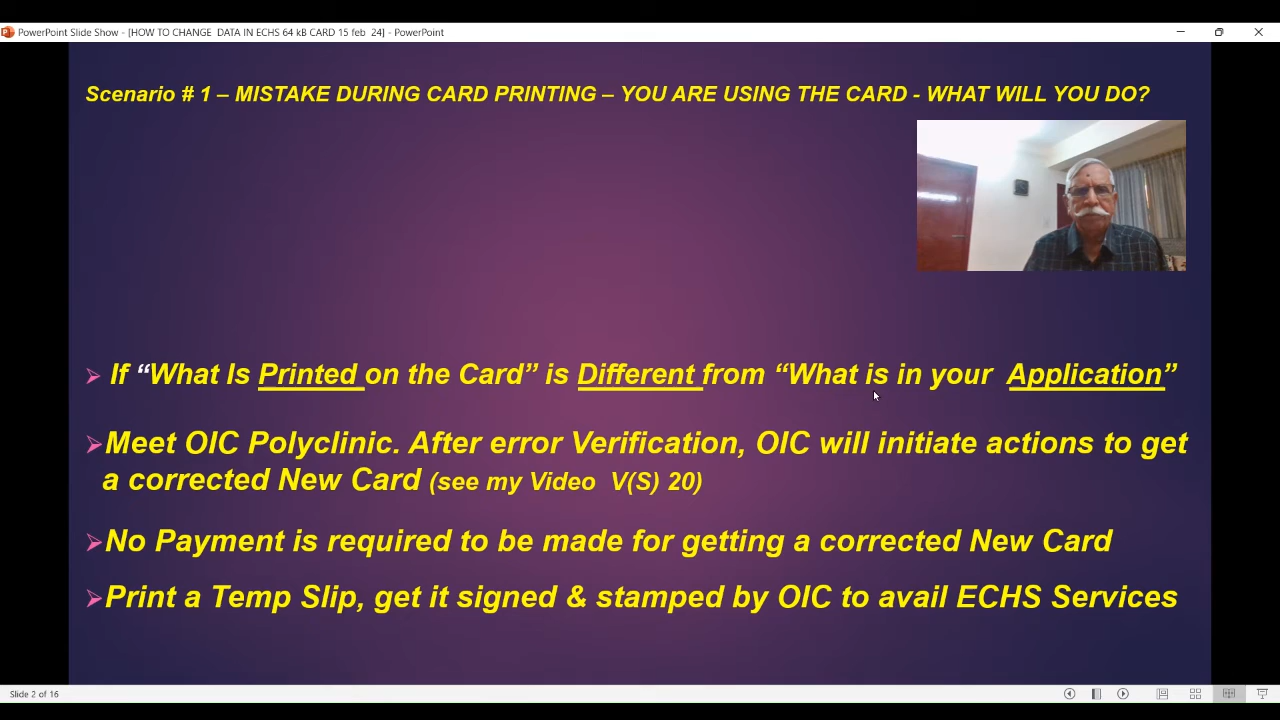 PowerPoint Slide Show - [HOW TO CHANGE DATA IN ECHS 64 kB CARD 15 feb 24] - PowerPoint
Scenario # 1 – MISTAKE DURING CARD PRINTING – YOU ARE USING THE CARD - WHAT WILL YOU DO?
If “What Is Printed on the Card” is Different from “What is in your Application”
Meet OIC Polyclinic. After error Verification, OIC will initiate actions to get
a corrected New Card (see my Video V(S) 20)
No Payment is required to be made for getting a corrected New Card
Print a Temp Slip, get it signed & stamped by OIC to avail ECHS Services
Slide 2 of 16